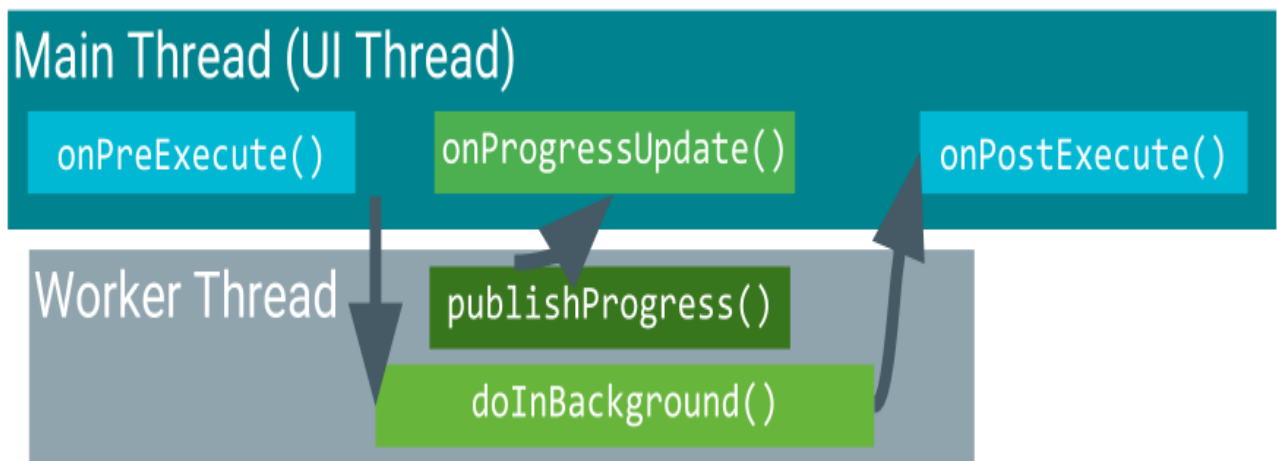 Main Thread (UI Thread)
onPreExecute()
onProgressUpdate()
onPostExecute()
Worker Thread
publishProgress()
doInBackground()